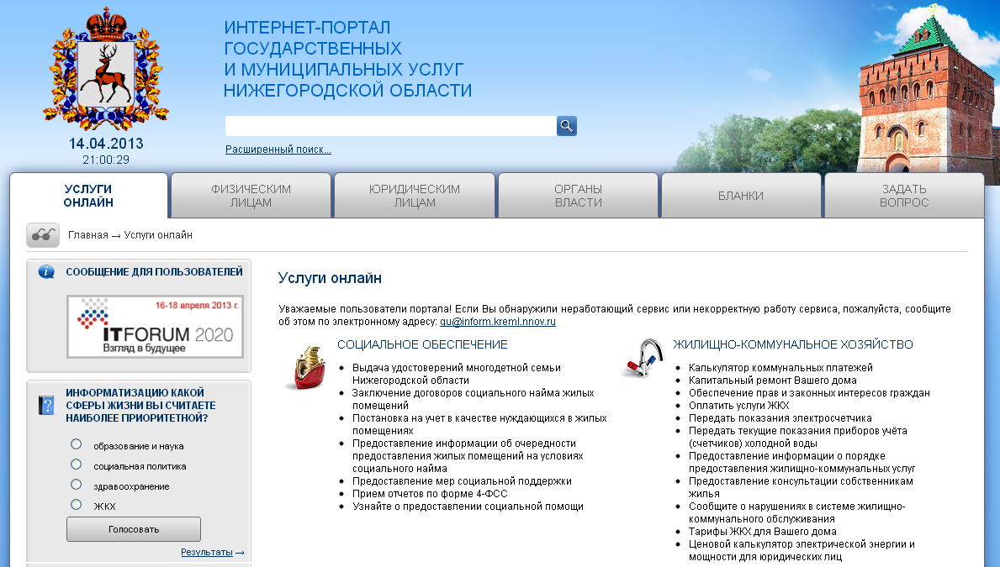 ИНТЕРНЕТ-ПОРТАЛ
ГОСУДАРСТВЕННЫХ
И МУНИЦИПАЛЬНЫХ УСЛУГ
НИЖЕГОРОДСКОЙ ОБЛАСТИ
14.04.2013
21:00:29
Расширенный поиск...
УСЛУГИ
ОНЛАЙН
ФИЗИЧЕСКИМ
ЛИЦАМ
ЮРИДИЧЕСКИМ
ЛИЦАМ
ОРГАНЫ
ВЛАСТИ
БЛАНКИ
ЗАДАТЬ
ВОПРОС
Главная → Услуги онлайн
СООБЩЕНИЕ ДЛЯ ПОЛЬЗОВАТЕЛЕЙ
16-18 апреля 2013 г.
ITFORUM 2020
Взгляд в будущее
ИНФОРМАТИЗАЦИЮ КАКОЙ
СФЕРЫ ЖИЗНИ ВЫ СЧИТАЕТЕ
НАИБОЛЕЕ ПРИОРИТЕТНОЙ?
образование и наука
социальная политика
здравоохранение
ЖКХ
Голосовать
Результаты →
Услуги онлайн
Уважаемые пользователи портала! Если Вы обнаружили неработающий сервис или некорректную работу сервиса, пожалуйста, сообщите
об этом по электронному адресу: gu@inform.kreml.nnov.ru
СОЦИАЛЬНОЕ ОБЕСПЕЧЕНИЕ
• Выдача удостоверений многодетной семьи
Нижегородской области
• Заключение договоров социального найма жилых
помещений
• Постановка на учет в качестве нуждающихся в жилых
помещениях
• Предоставление информации об очередности
предоставления жилых помещений на условиях
социального найма
• Предоставление мер социальной поддержки
• Прием отчетов по форме 4-ФСС
• Узнайте о предоставлении социальной помощи
ЖИЛИЩНО-КОММУНАЛЬНОЕ ХОЗЯЙСТВО
• Калькулятор коммунальных платежей
• Капитальный ремонт Вашего дома
• Обеспечение прав и законных интересов граждан
• Оплатить услуги ЖКХ
• Передать показания электросчетчика
• Передать текущие показания приборов учёта
(счетчиков) холодной воды
• Предоставление информации о порядке
предоставления жилищно-коммунальных услуг
• Предоставление консультации собственникам
жилья
• Сообщите о нарушениях в системе жилищно-
коммунального обслуживания
• Тарифы ЖКХ для Вашего дома
• Ценовой калькулятор электрической энергии и
мощности для юридических лиц